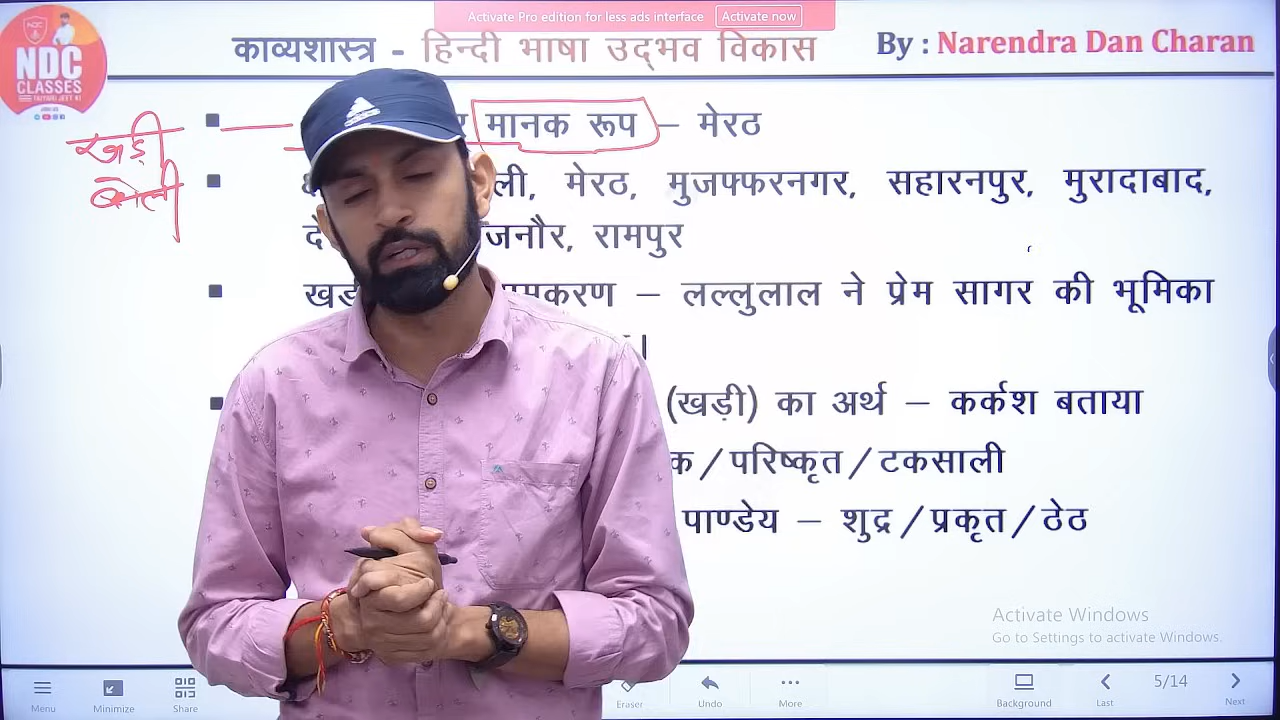 Activate Pro edition for less ads interface Activate now
NDC
CLASSES
काव्यशास्त्र - हिन्दी भाषा उद्भव विकास
By : Narendra Dan Charan
खड़ी
बोली
मानक रूप – मेरठ
ली, मेरठ, मुजफ्फरनगर, सहारनपुर, मुरादाबाद,
दे जनौर, रामपुर
खड़ करण – लल्लुलाल ने प्रेम सागर की भूमिका
(खड़ी) का अर्थ – कर्कश बताया
क/परिष्कृत/टकसाली
पाण्डेय – शुद्र/प्रकृत/ठेठ
Activate Windows
Go to Settings to activate Windows.
Menu Minimize Share Eraser Undo More Background Last 5/14 Next